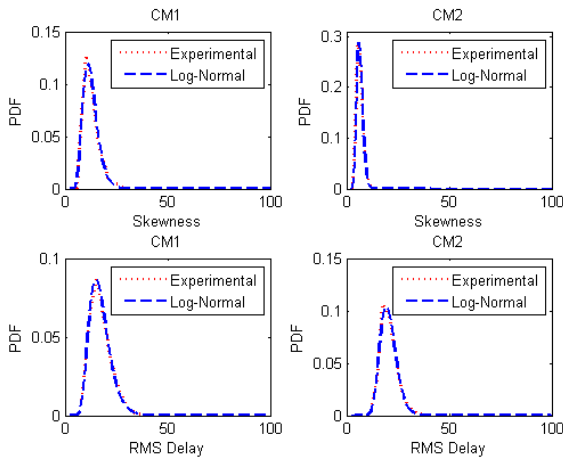 CM1
0.15
0.1
0.05
0
PDF
Experimental
Log-Normal
0 50 100
Skewness
CM2
0.3
0.2
0.1
0
PDF
Experimental
Log-Normal
0 50 100
Skewness
CM1
0.1
0.05
0
PDF
Experimental
Log-Normal
0 50 100
RMS Delay
CM2
0.15
0.1
0.05
0
PDF
Experimental
Log-Normal
0 50 100
RMS Delay